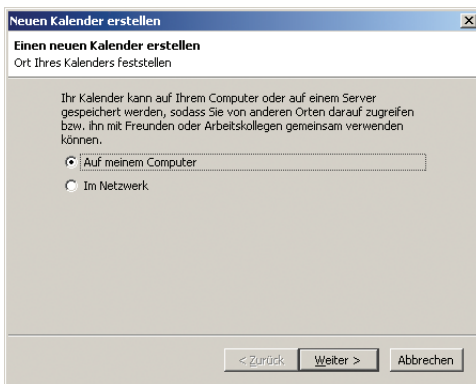 Neuen Kalender erstellen
Einen neuen Kalender erstellen
Ort Ihres Kalenders feststellen
Ihr Kalender kann auf Ihrem Computer oder auf einem Server
gespeichert werden, sodass Sie von anderen Orten darauf zugreifen
bzw. ihn mit Freunden oder Arbeitskollegen gemeinsam verwenden
können.
Auf meinem Computer
Im Netzwerk
< Zurück Weiter > Abbrechen